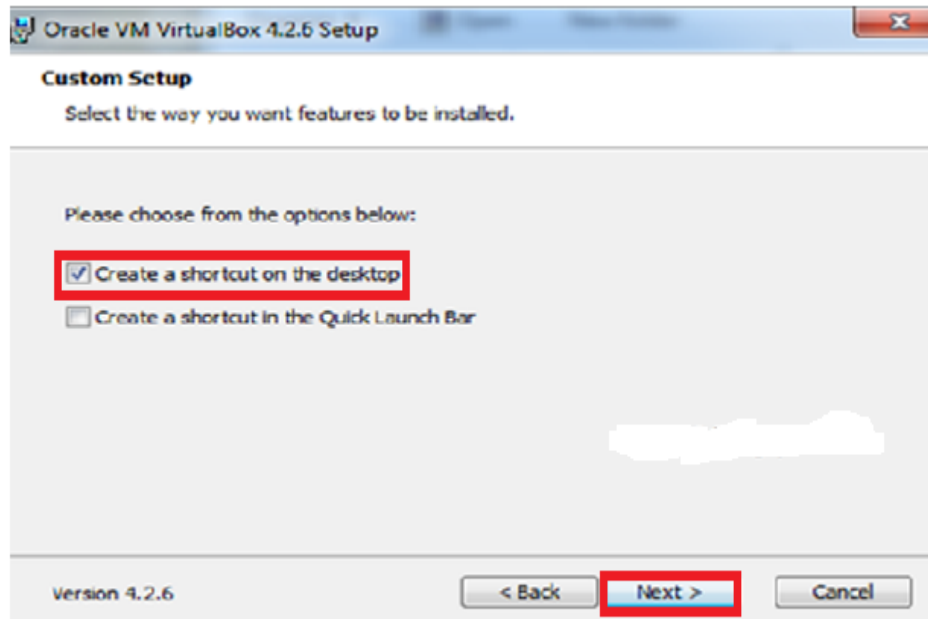 Oracle VM VirtualBox 4.2.6 Setup
Custom Setup
Select the way you want features to be installed.
Please choose from the options below:
Create a shortcut on the desktop
Create a shortcut in the Quick Launch Bar
Version 4.2.6
< Back
Next >
Cancel